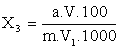 X₃ = a.V.100 / m.V₁.1000